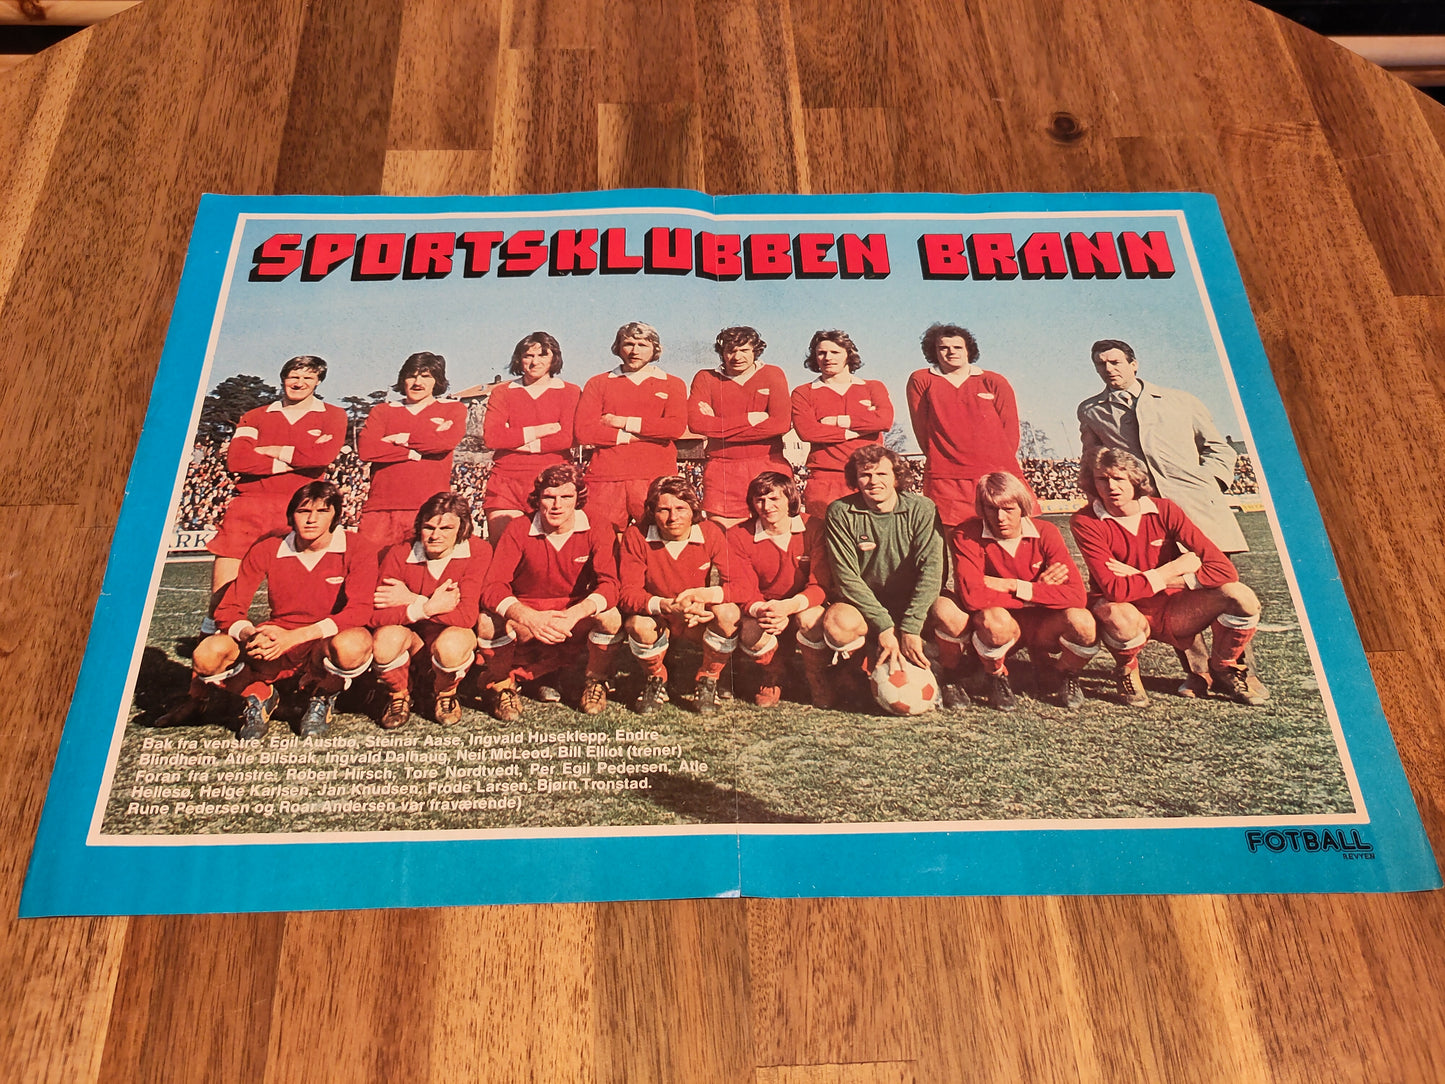 SPORTSKLUBBEN BRANN
RK
Bak fra venstre: Egil Austbø, Steinar Aase, Ingvald Huseklepp, Endre
Blindheim, Atle Bilsbak, Ingvald Dalhaug, Neil McLeod, Bill Elliot (trener)
Foran fra venstre: Robert Hirsch, Tore Nordtvedt, Per Egil Pedersen, Atle
Hellesø, Helge Karlsen, Jan Knudsen, Frode Larsen, Bjørn Tronstad.
Rune Pedersen og Roar Andersen var fraværende)
FOTBALL
REVYEN